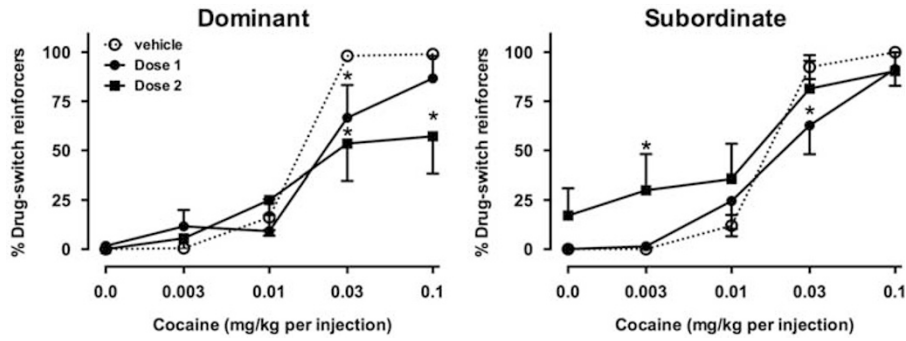 Dominant
% Drug-switch reinforcers
100
75
50
25
0
vehicle
Dose 1
Dose 2
*
*
*
0.0 0.003 0.01 0.03 0.1
Cocaine (mg/kg per injection)
Subordinate
% Drug-switch reinforcers
100
75
50
25
0
*
*
0.0 0.003 0.01 0.03 0.1
Cocaine (mg/kg per injection)